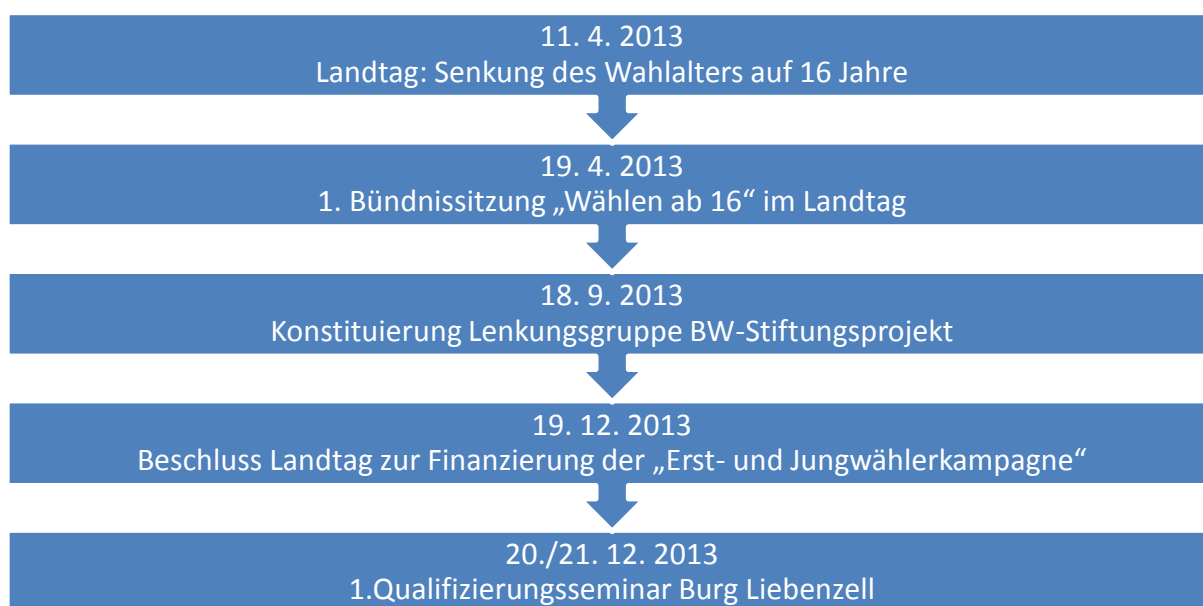 11. 4. 2013
Landtag: Senkung des Wahlalters auf 16 Jahre
19. 4. 2013
1. Bündnissitzung „Wählen ab 16“ im Landtag
18. 9. 2013
Konstituierung Lenkungsgruppe BW-Stiftungsprojekt
19. 12. 2013
Beschluss Landtag zur Finanzierung der „Erst- und Jungwählerkampagne“
20./21. 12. 2013
1.Qualifizierungsseminar Burg Liebenzell